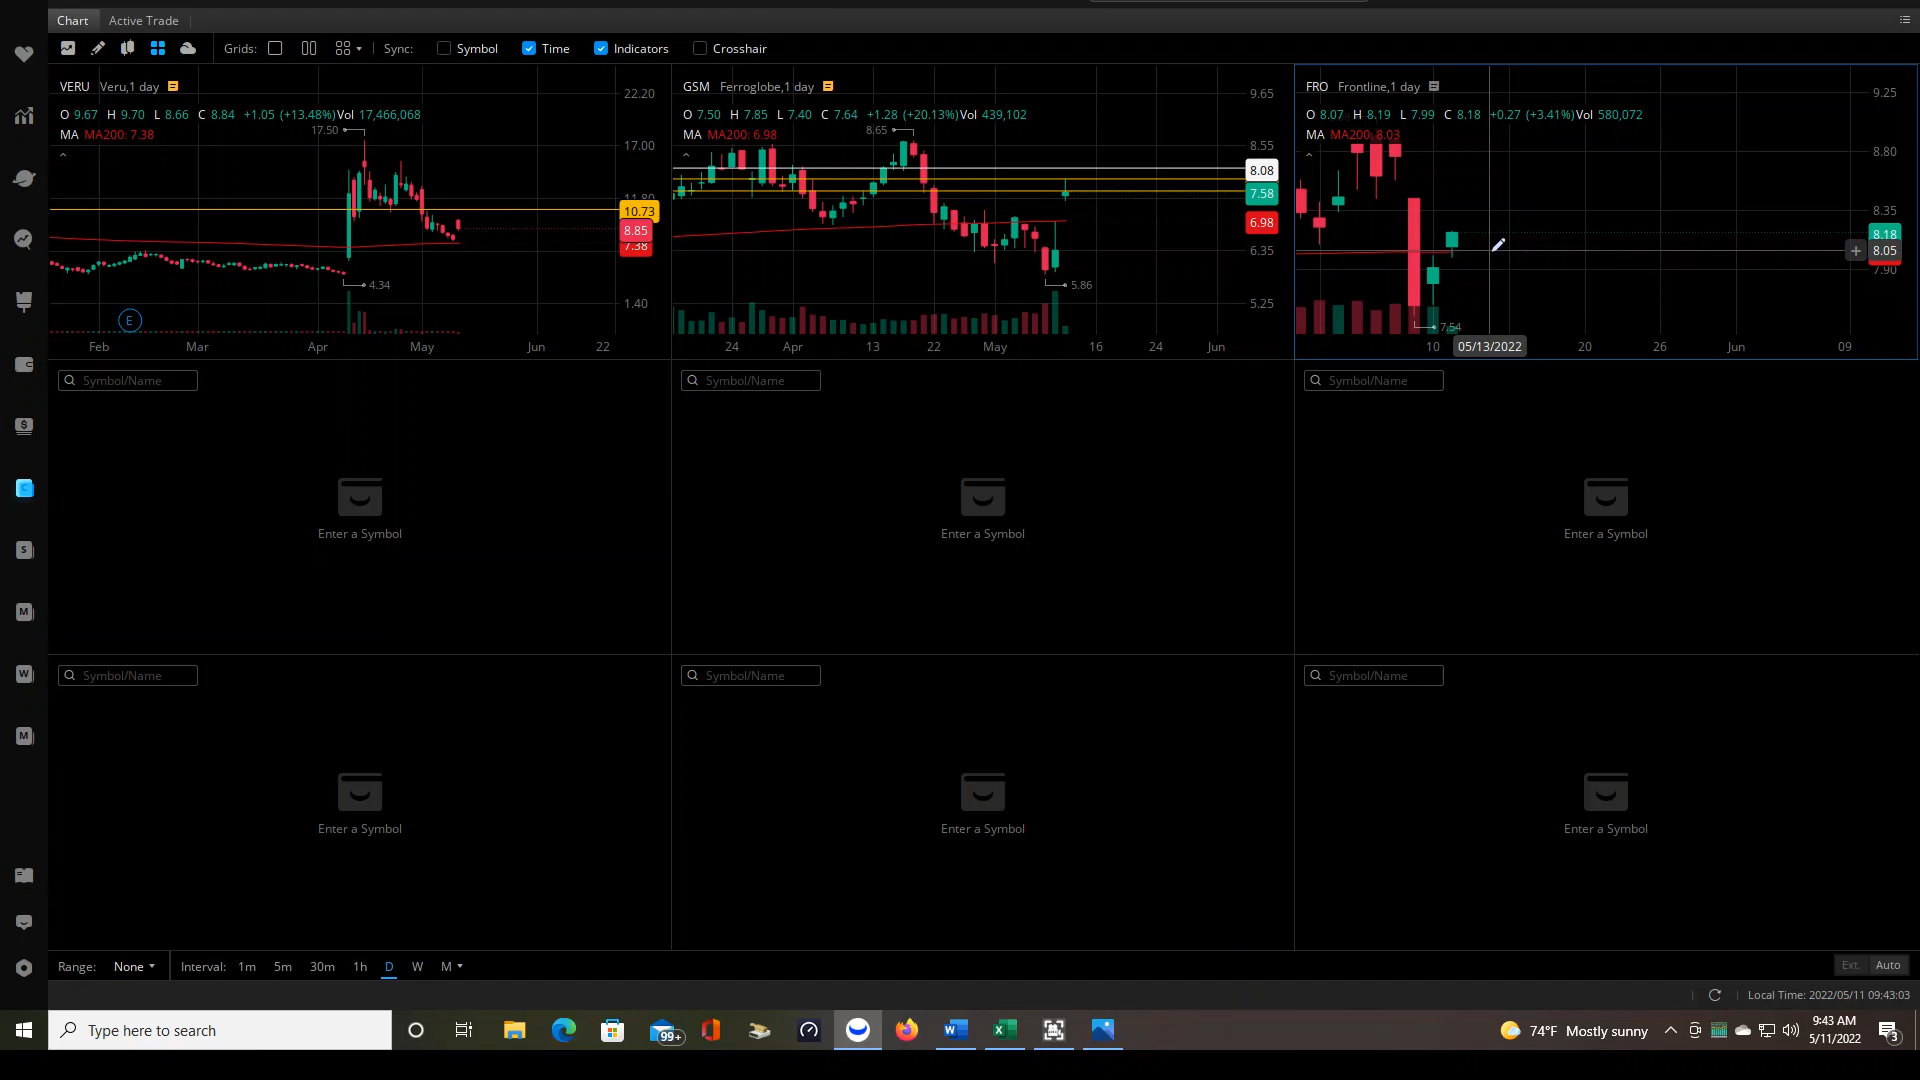 Chart Active Trade
Grids: Sync: Symbol Time Indicators Crosshair
VERU Veru,1 day
O 9.67 H 9.70 L 8.66 C 8.84 +1.05 (+13.48%)Vol 17,466,068
MA MA200: 7.38
17.50
4.34
E
22.20
17.00
11.80
10.73
8.85
7.38
1.40
Feb Mar Apr May Jun 22
GSM Ferroglobe,1 day
O 7.50 H 7.85 L 7.40 C 7.64 +1.28 (+20.13%)Vol 439,102
MA MA200: 6.98
8.65
5.86
9.65
8.55
8.08
7.58
6.98
6.35
5.25
24 Apr 13 22 May 16 24 Jun
FRO Frontline,1 day
O 8.07 H 8.19 L 7.99 C 8.18 +0.27 (+3.41%)Vol 580,072
MA MA200: 8.03
7.54
9.25
8.80
8.35
8.18
8.05
7.90
10 05/13/2022 20 26 Jun 09
Symbol/Name Symbol/Name Symbol/Name
Enter a Symbol Enter a Symbol Enter a Symbol
Symbol/Name Symbol/Name Symbol/Name
Enter a Symbol Enter a Symbol Enter a Symbol
$
C
S
M
W
M
Range: None Interval: 1m 5m 30m 1h D W M Ext. Auto
Local Time: 2022/05/11 09:43:03
Type here to search
99+
74°F Mostly sunny
9:43 AM
5/11/2022
3